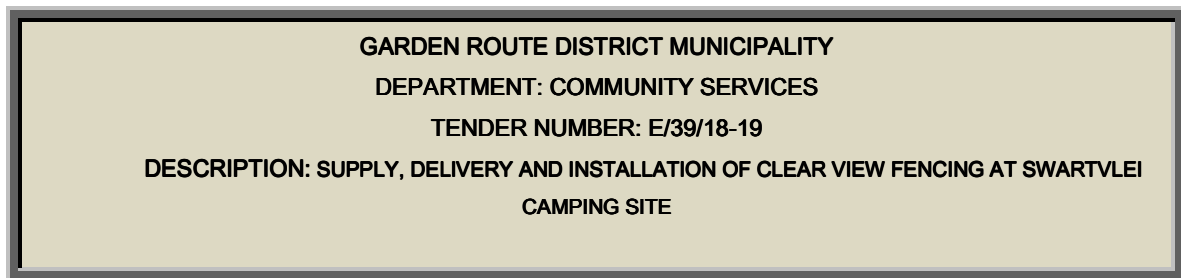 GARDEN ROUTE DISTRICT MUNICIPALITY
DEPARTMENT: COMMUNITY SERVICES
TENDER NUMBER: E/39/18-19
DESCRIPTION: SUPPLY, DELIVERY AND INSTALLATION OF CLEAR VIEW FENCING AT SWARTVLEI
CAMPING SITE